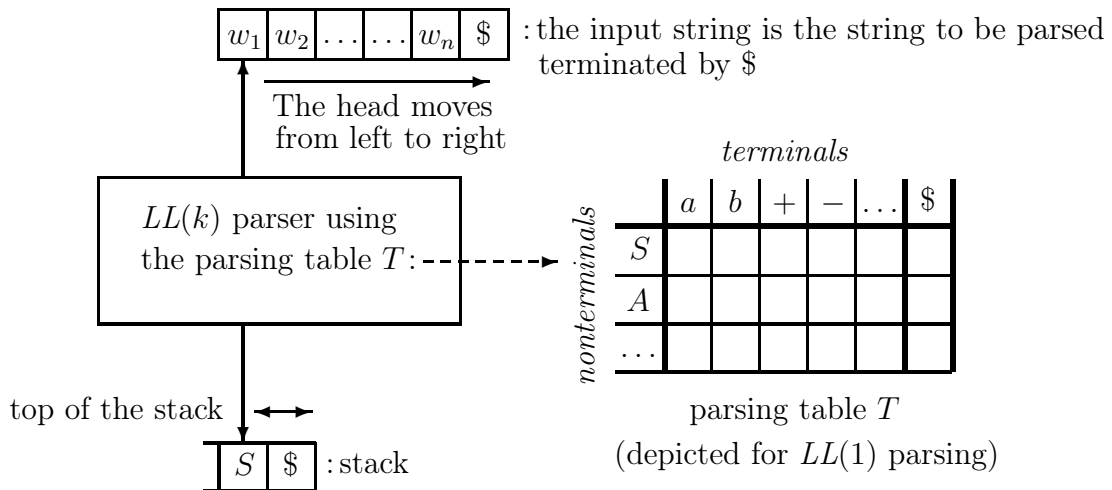 w₁ w₂ … … wₙ $ : the input string is the string to be parsed
terminated by $
The head moves
from left to right
LL(k) parser using
the parsing table T:
top of the stack
S $ : stack
terminals
nonterminals
a b + − … $
S
A
…
parsing table T
(depicted for LL(1) parsing)